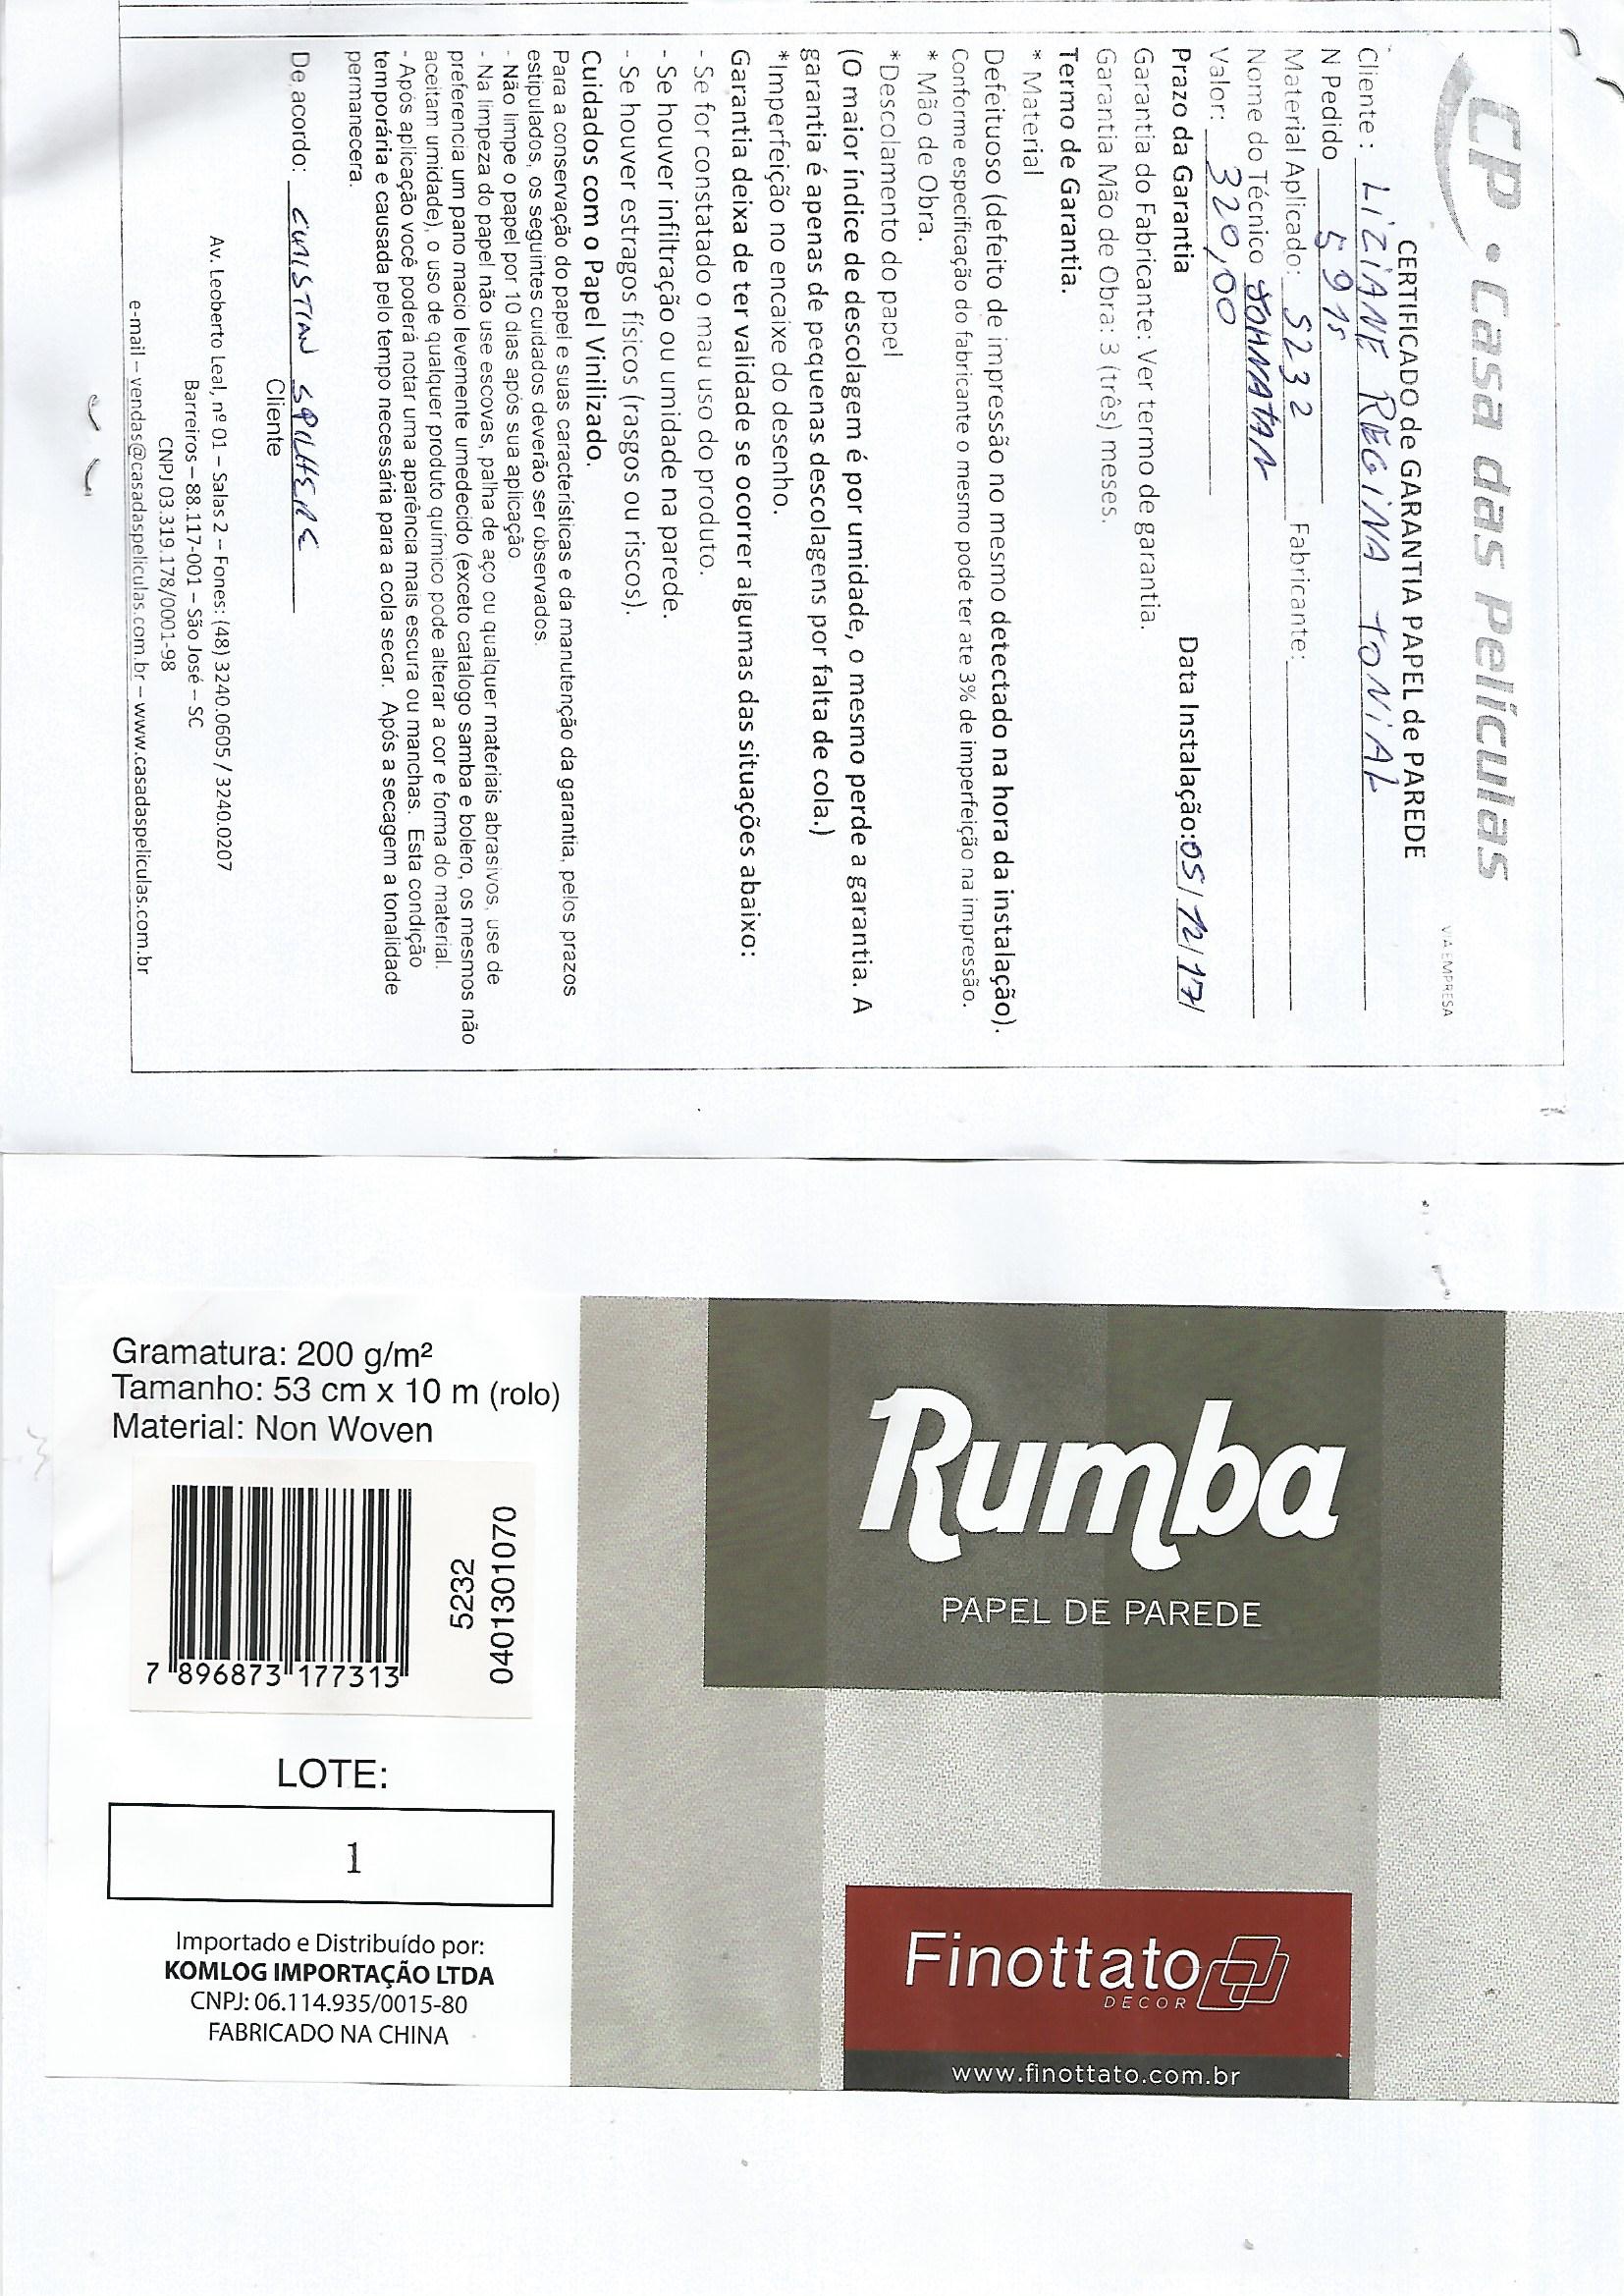 CP • Casa das Películas
VIA EMPRESA
CERTIFICADO de GARANTIA PAPEL de PAREDE
Cliente : LIZIANE REGINA TONIAL
N Pedido 5915
Material Aplicado: 5232 Fabricante:
Nome do Técnico JOHNATAN
Valor: 320,00
Prazo da Garantia Data Instalação: 05/12/17/
Garantia do Fabricante: Ver termo de garantia.
Garantia Mão de Obra: 3 (três) meses.
Termo de Garantia.
* Material
Defeituoso (defeito de impressão no mesmo detectado na hora da instalação).
Conforme especificação do fabricante o mesmo pode ter ate 3% de imperfeição na impressão.
* Mão de Obra.
*Descolamento do papel
(O maior índice de descolagem é por umidade, o mesmo perde a garantia. A
garantia é apenas de pequenas descolagens por falta de cola.)
*Imperfeição no encaixe do desenho.
Garantia deixa de ter validade se ocorrer algumas das situações abaixo:
- Se for constatado o mau uso do produto.
- Se houver infiltração ou umidade na parede.
- Se houver estragos físicos (rasgos ou riscos).
Cuidados com o Papel Vinilizado.
Para a conservação do papel e suas características e da manutenção da garantia, pelos prazos
estipulados, os seguintes cuidados deverão ser observados:
- Não limpe o papel por 10 dias após sua aplicação.
- Na limpeza do papel não use escovas, palha de aço ou qualquer materiais abrasivos, use de
preferencia um pano macio levemente umedecido (exceto catalogo samba e bolero, os mesmos não
aceitam umidade), o uso de qualquer produto químico pode alterar a cor e forma do material.
- Após aplicação você poderá notar uma aparência mais escura ou manchas. Esta condição
temporária e causada pelo tempo necessária para a cola secar. Após a secagem a tonalidade
permanecera.
De acordo:
Cliente
Av. Leoberto Leal, nº 01 – Salas 2 – Fones: (48) 3240.0605 / 3240.0207
Barreiros – 88.117-001 – São José – SC
CNPJ 03.319.178/0001-98
e-mail – vendas@casadaspeliculas.com.br – www.casadaspeliculas.com.br
Gramatura: 200 g/m²
Tamanho: 53 cm x 10 m (rolo)
Material: Non Woven
7 896873 177313
5232
0401301070
LOTE:
1
Importado e Distribuído por:
KOMLOG IMPORTAÇÃO LTDA
CNPJ: 06.114.935/0015-80
FABRICADO NA CHINA
Rumba
PAPEL DE PAREDE
Finottato
DECOR
www.finottato.com.br